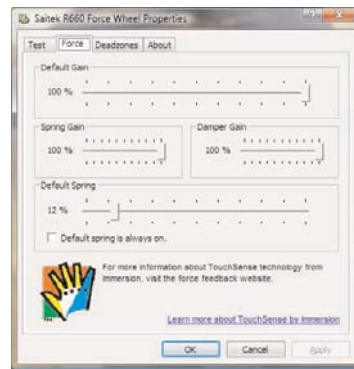 Saitek R660 Force Wheel Properties
Test Force Deadzones About
Default Gain
100 %
Spring Gain Damper Gain
100 % 100 %
Default Spring
12 %
Default spring is always on.
For more information about TouchSense technology from
Immersion, visit the force feedback website.
Learn more about TouchSense by Immersion
OK Cancel Apply